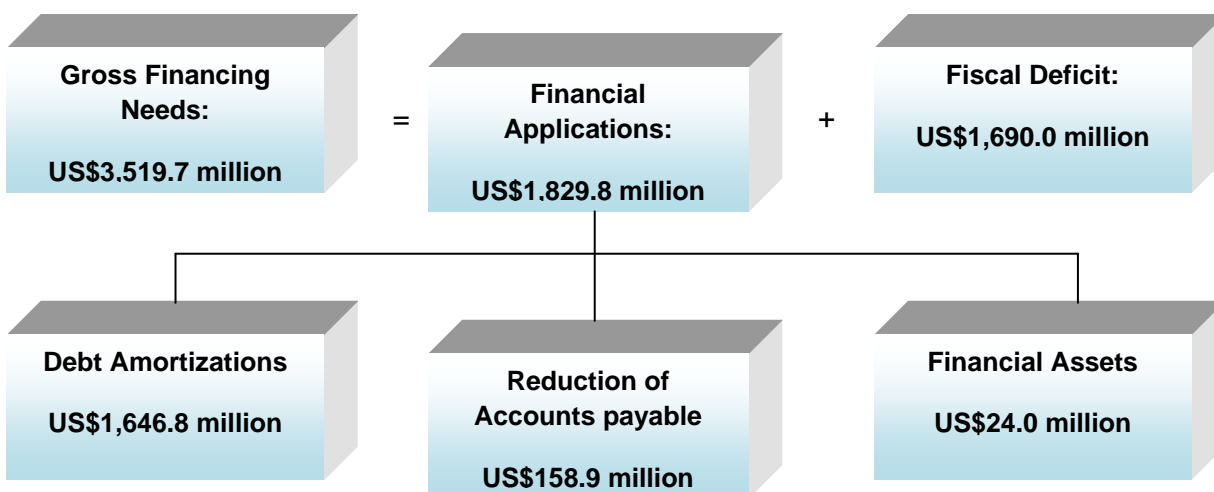 Gross Financing
Needs:
US$3,519.7 million
=
Financial
Applications:
US$1,829.8 million
+
Fiscal Deficit:
US$1,690.0 million
Debt Amortizations
US$1,646.8 million
Reduction of
Accounts payable
US$158.9 million
Financial Assets
US$24.0 million